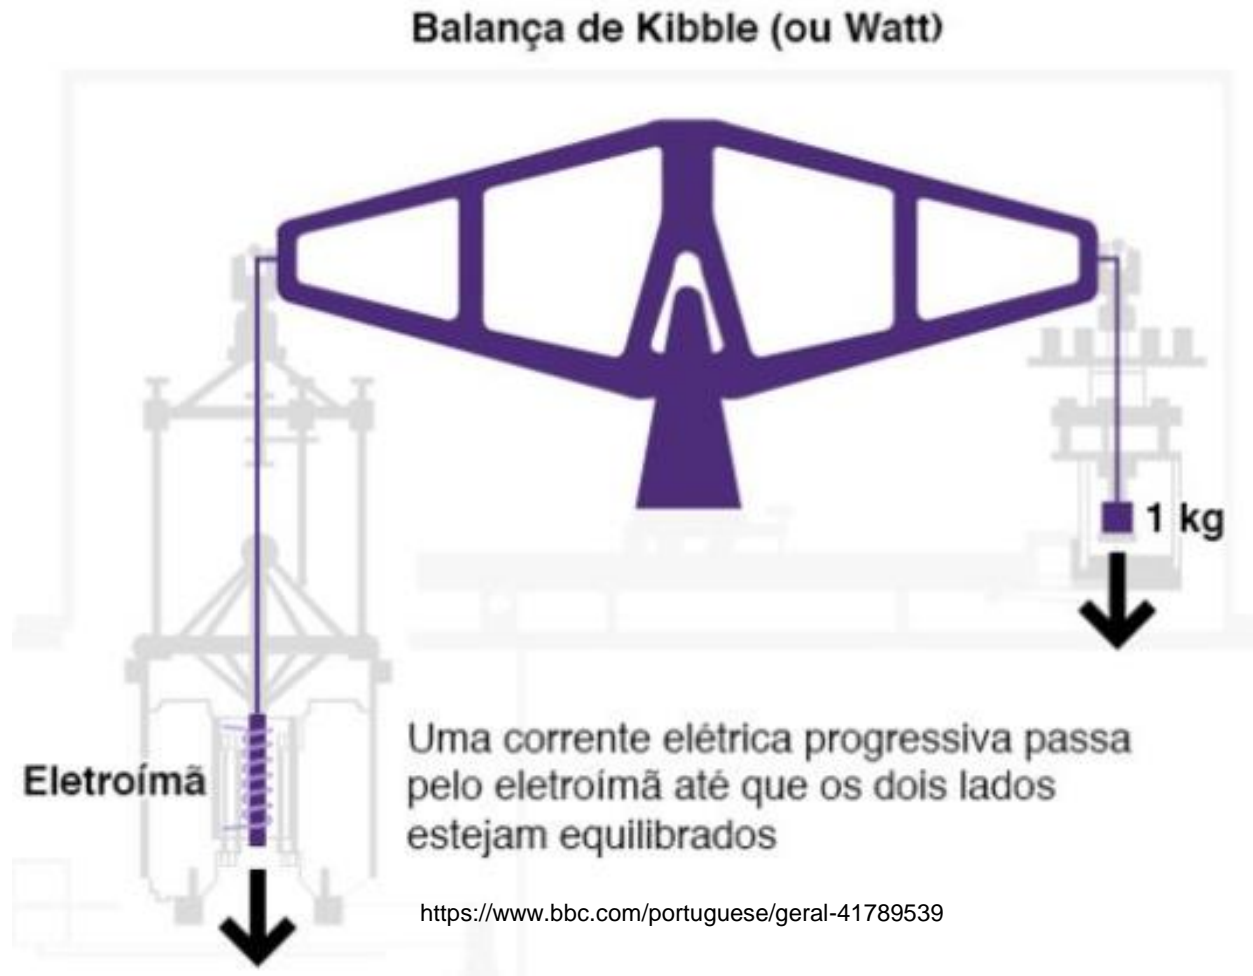 Balança de Kibble (ou Watt)
1 kg
Eletroímã
Uma corrente elétrica progressiva passa
pelo eletroímã até que os dois lados
estejam equilibrados
https://www.bbc.com/portuguese/geral-41789539